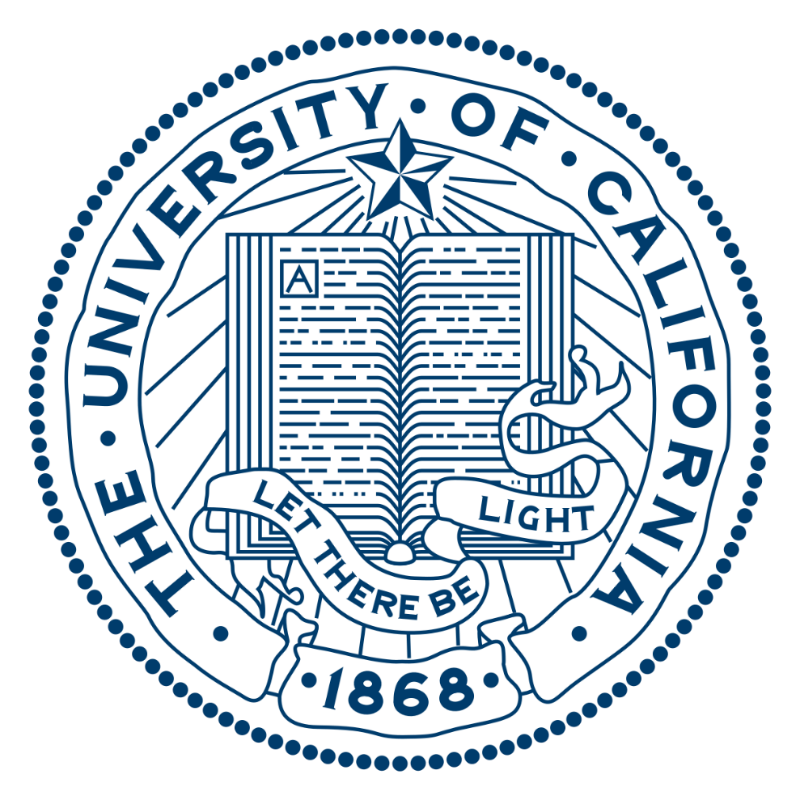 THE · UNIVERSITY · OF · CALIFORNIA
A
LET THERE BE
LIGHT
· 1868 ·